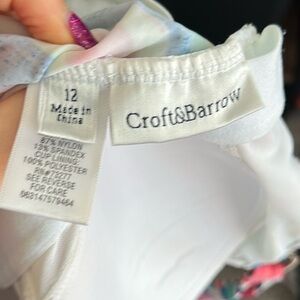 12
Made in
China
Croft&Barrow
87% NYLON
13% SPANDEX
CUP LINING:
100% POLYESTER
RN#73277
SEE REVERSE
FOR CARE
063147579464